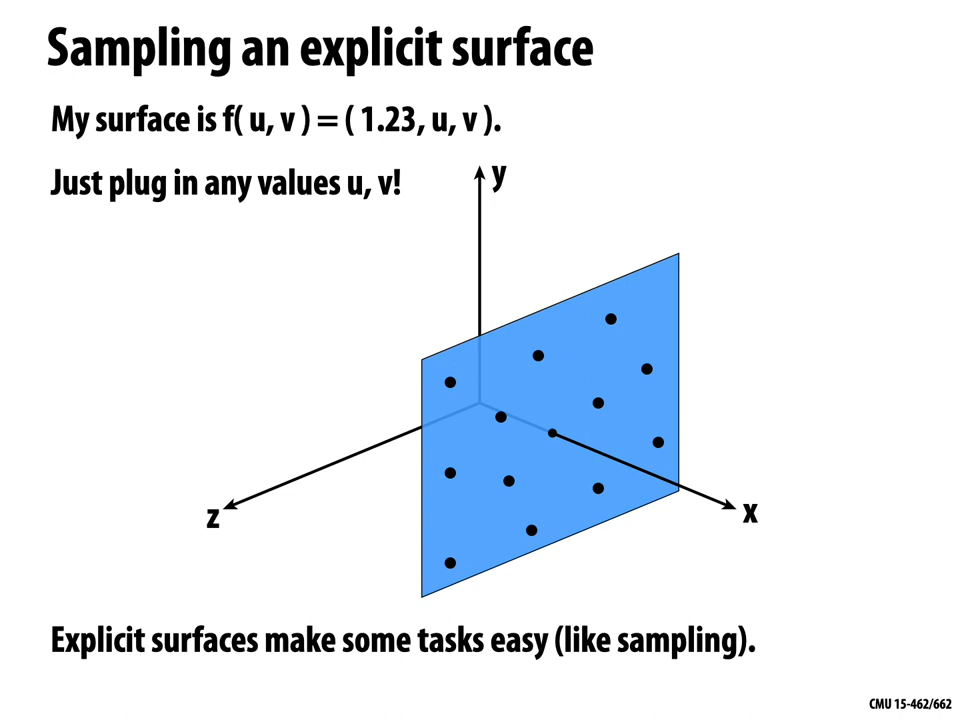 Sampling an explicit surface
My surface is f( u, v ) = ( 1.23, u, v ).
Just plug in any values u, v!
y
z
x
Explicit surfaces make some tasks easy (like sampling).
CMU 15-462/662